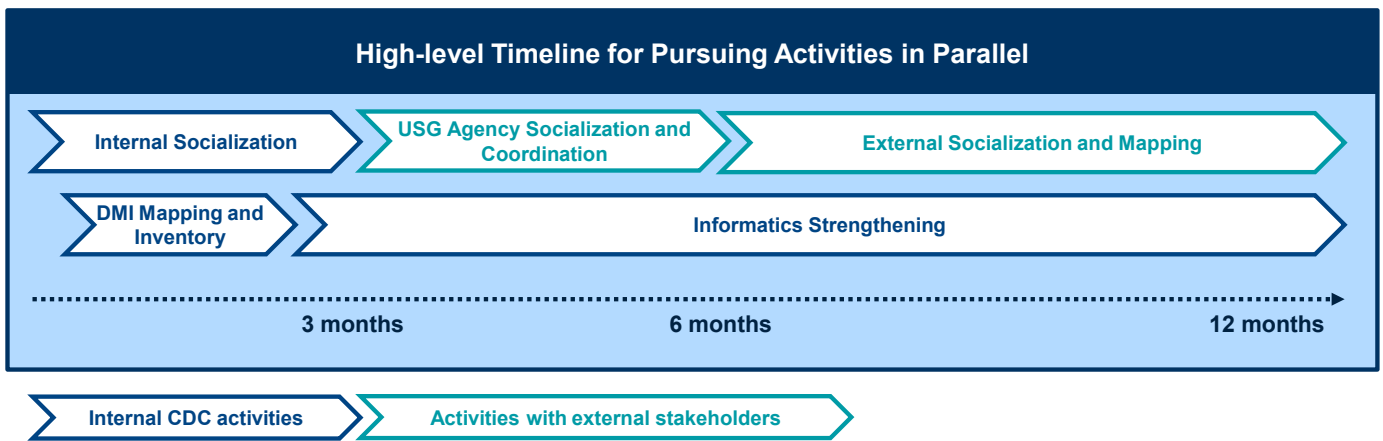 High-level Timeline for Pursuing Activities in Parallel
Internal Socialization
USG Agency Socialization and
Coordination
External Socialization and Mapping
DMI Mapping and
Inventory
Informatics Strengthening
3 months
6 months
12 months
Internal CDC activities
Activities with external stakeholders